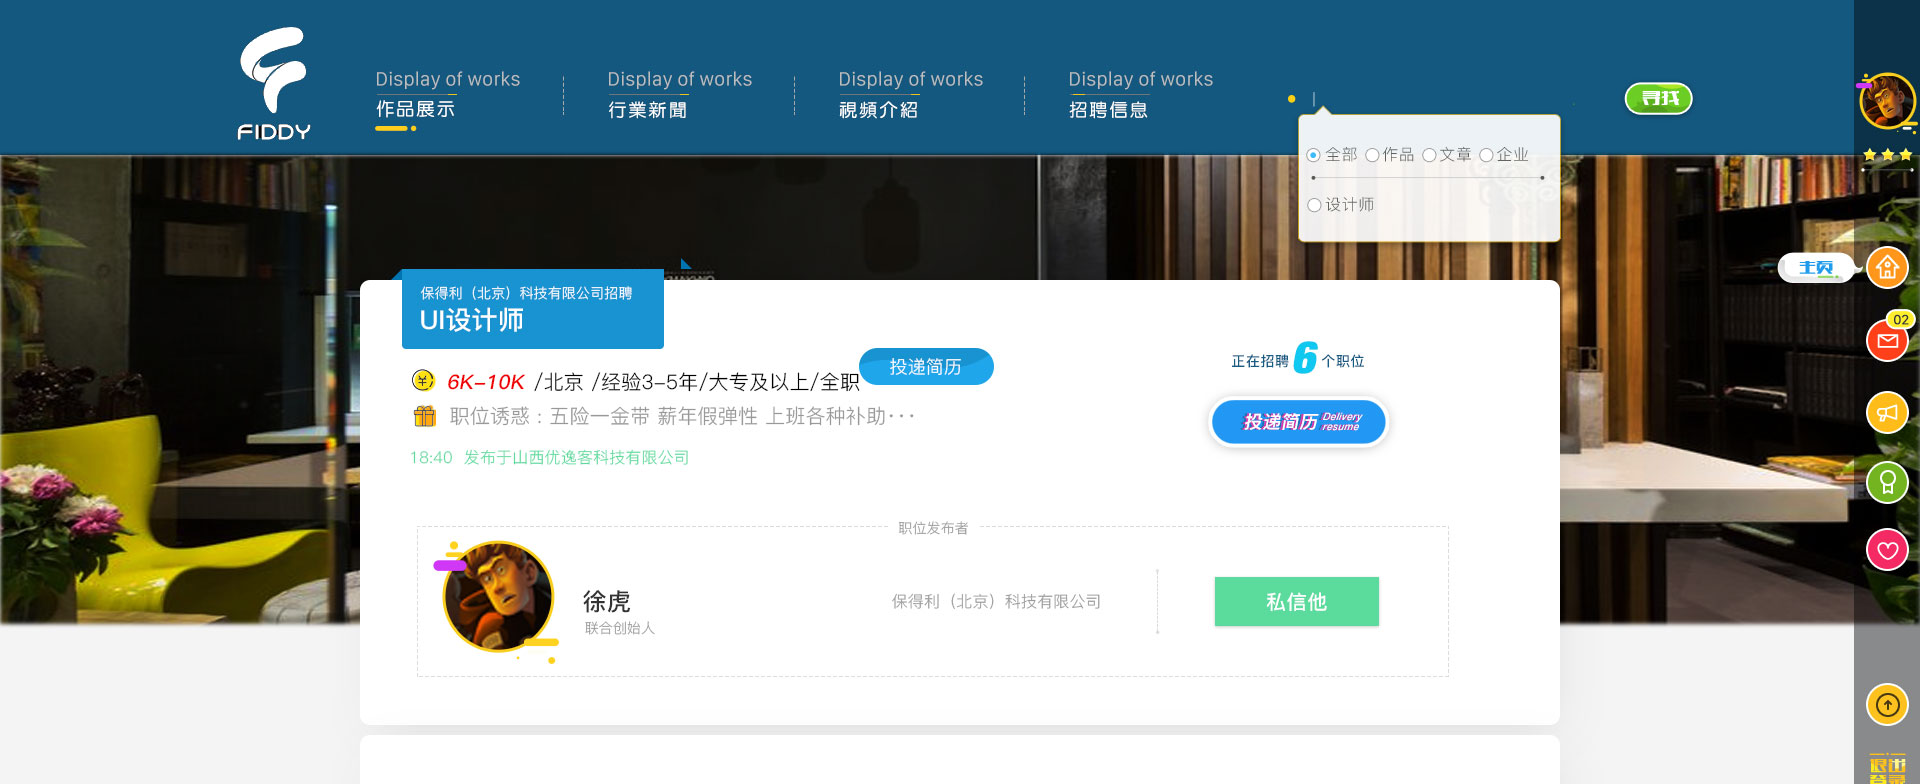 FIDDY
Display of works
作品展示
Display of works
行業新聞
Display of works
視頻介紹
Display of works
招聘信息
寻找
全部 作品 文章 企业
设计师
主页
02
保得利（北京）科技有限公司招聘
UI设计师
6K-10K /北京 /经验3-5年/大专及以上/全职
投递简历
职位诱惑：五险一金带 薪年假弹性 上班各种补助···
18:40 发布于山西优逸客科技有限公司
正在招聘 6 个职位
投递简历 Delivery resume
职位发布者
徐虎
联合创始人
保得利（北京）科技有限公司
私信他
退出
登录